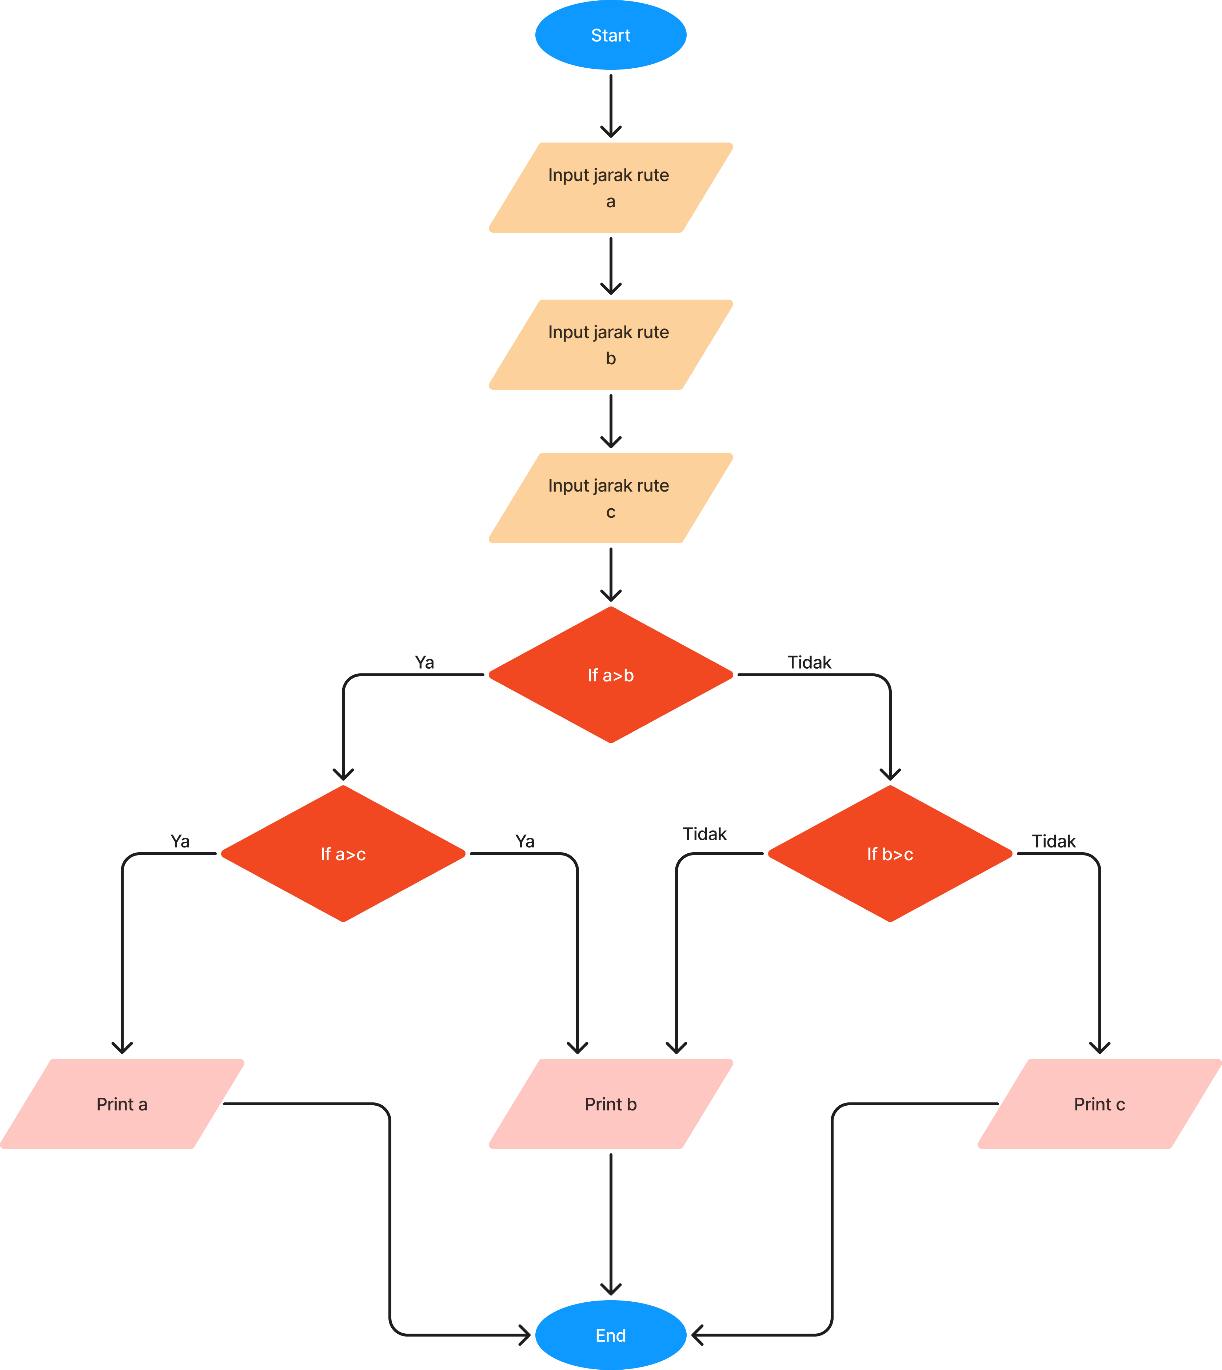 Start
Input jarak rute
a
Input jarak rute
b
Input jarak rute
c
If a>b
Ya
Tidak
If a>c
Ya
Ya
If b>c
Tidak
Tidak
Print a
Print b
Print c
End